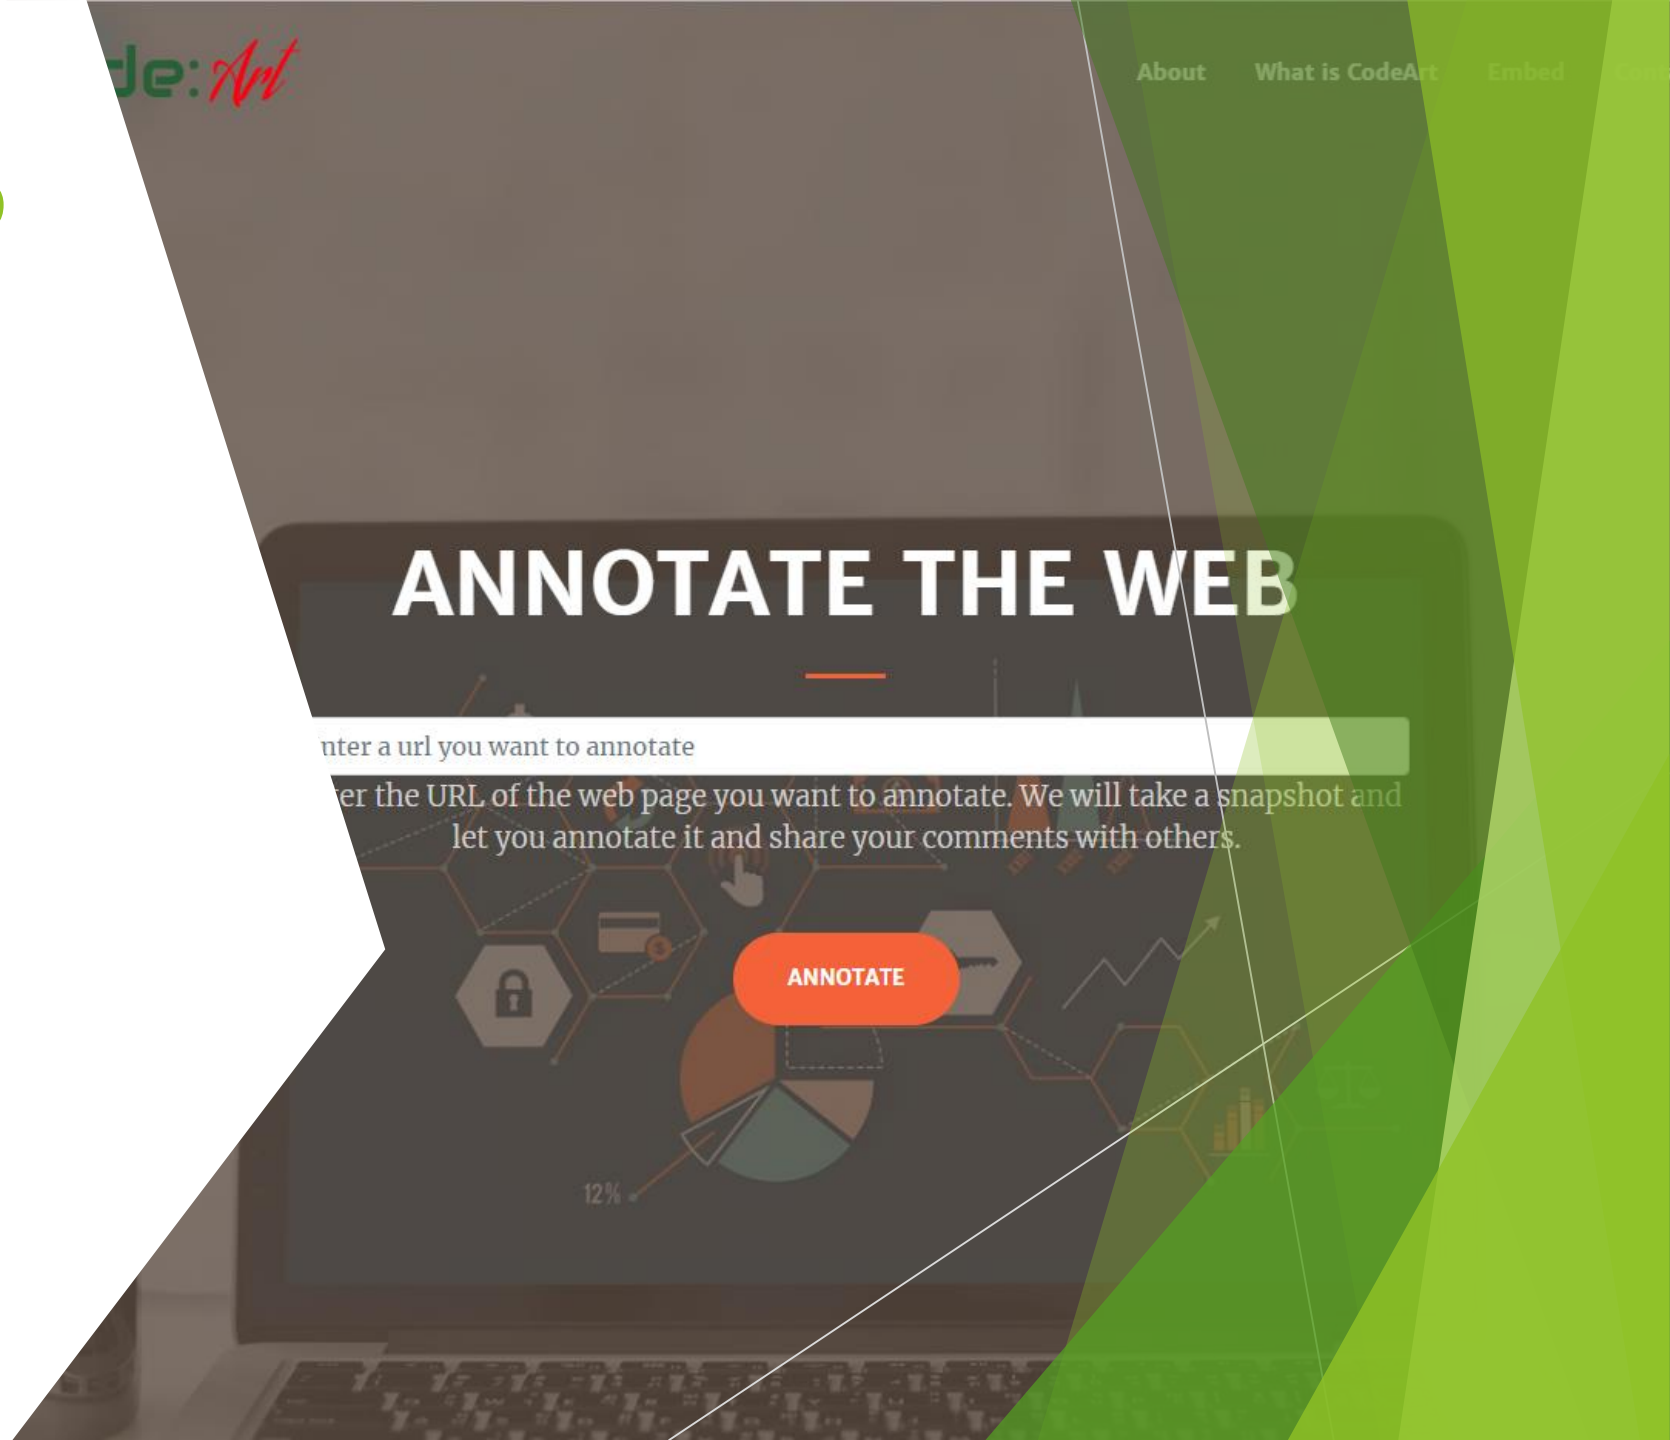 de:Art
About What is CodeArt Embed
ANNOTATE THE WEB
nter a url you want to annotate
er the URL of the web page you want to annotate. We will take a snapshot and
let you annotate it and share your comments with others.
ANNOTATE
12%